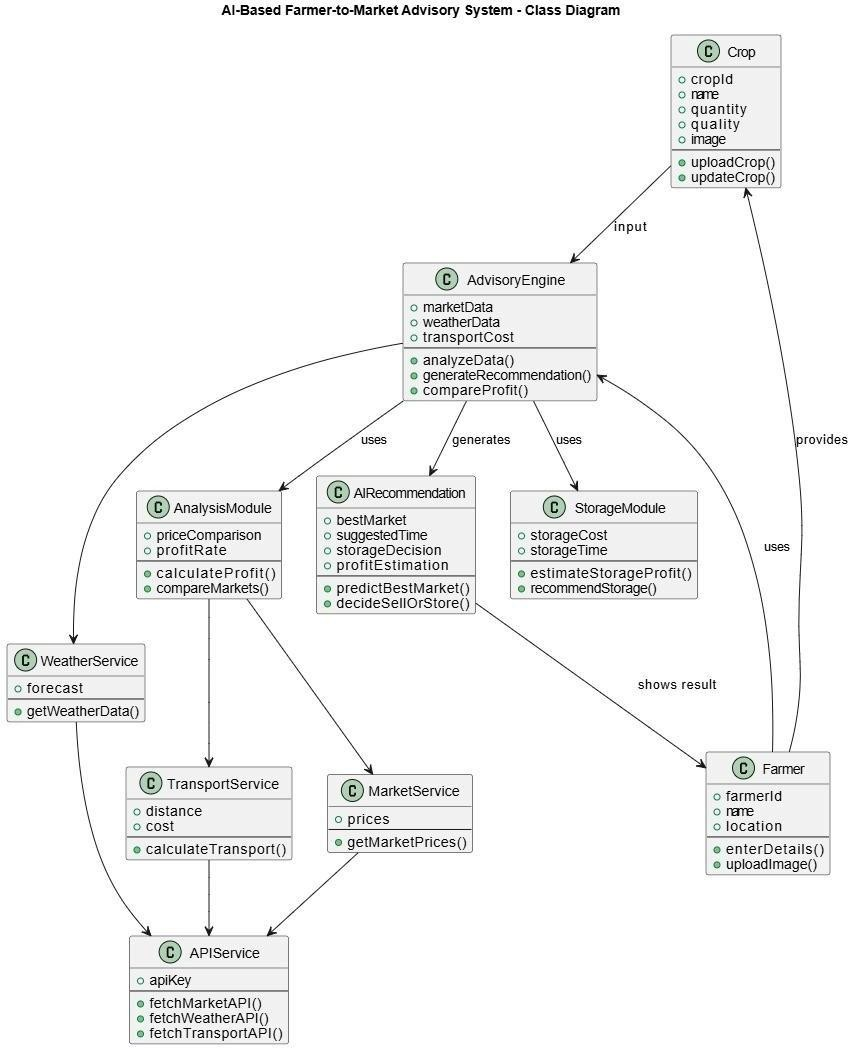 AI-Based Farmer-to-Market Advisory System - Class Diagram
C Crop
cropId
name
quantity
quality
image
uploadCrop()
updateCrop()
input
C AdvisoryEngine
marketData
weatherData
transportCost
analyzeData()
generateRecommendation()
compareProfit()
uses
generates
uses
provides
C AnalysisModule
priceComparison
profitRate
calculateProfit()
compareMarkets()
C AIRecommendation
bestMarket
suggestedTime
storageDecision
profitEstimation
predictBestMarket()
decideSellOrStore()
C StorageModule
storageCost
storageTime
estimateStorageProfit()
recommendStorage()
uses
C WeatherService
forecast
getWeatherData()
shows result
C TransportService
distance
cost
calculateTransport()
C MarketService
prices
getMarketPrices()
C Farmer
farmerId
name
location
enterDetails()
uploadImage()
C APIService
apiKey
fetchMarketAPI()
fetchWeatherAPI()
fetchTransportAPI()